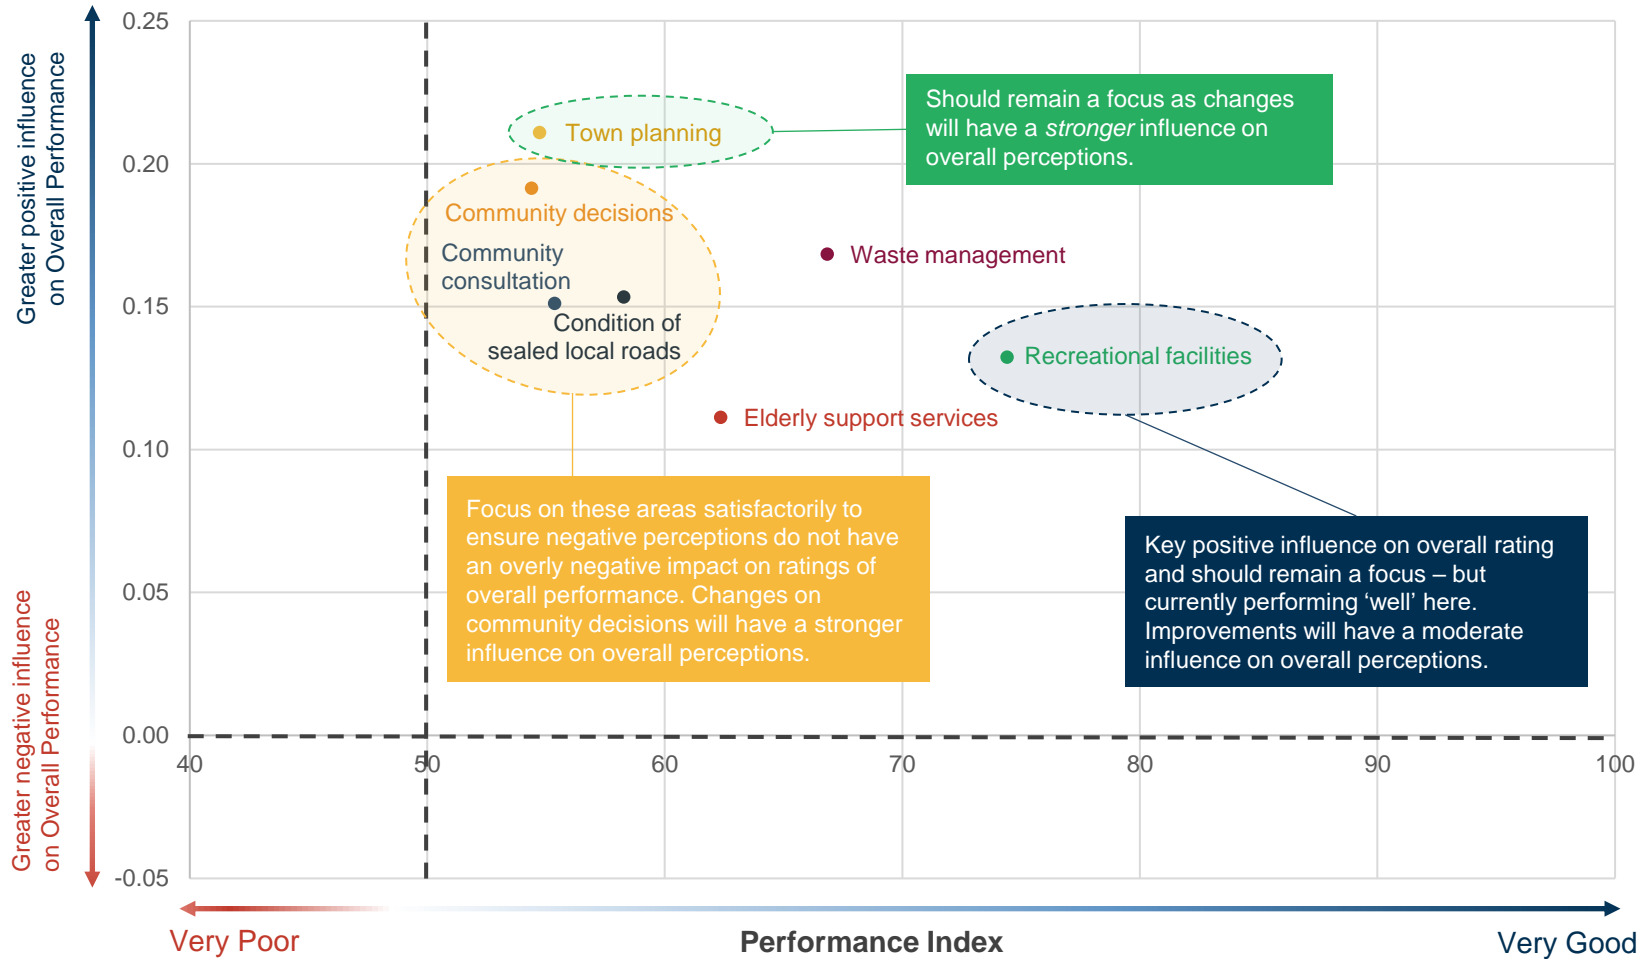 Greater positive influence
on Overall Performance
Greater negative influence
on Overall Performance
0.25
0.20
0.15
0.10
0.05
0.00
-0.05
40
50
60
70
80
90
100
Town planning
Should remain a focus as changes
will have a stronger influence on
overall perceptions.
Community decisions
Community
consultation
Condition of
sealed local roads
Waste management
Recreational facilities
Elderly support services
Focus on these areas satisfactorily to
ensure negative perceptions do not have
an overly negative impact on ratings of
overall performance. Changes on
community decisions will have a stronger
influence on overall perceptions.
Key positive influence on overall rating
and should remain a focus – but
currently performing ‘well’ here.
Improvements will have a moderate
influence on overall perceptions.
Very Poor
Performance Index
Very Good